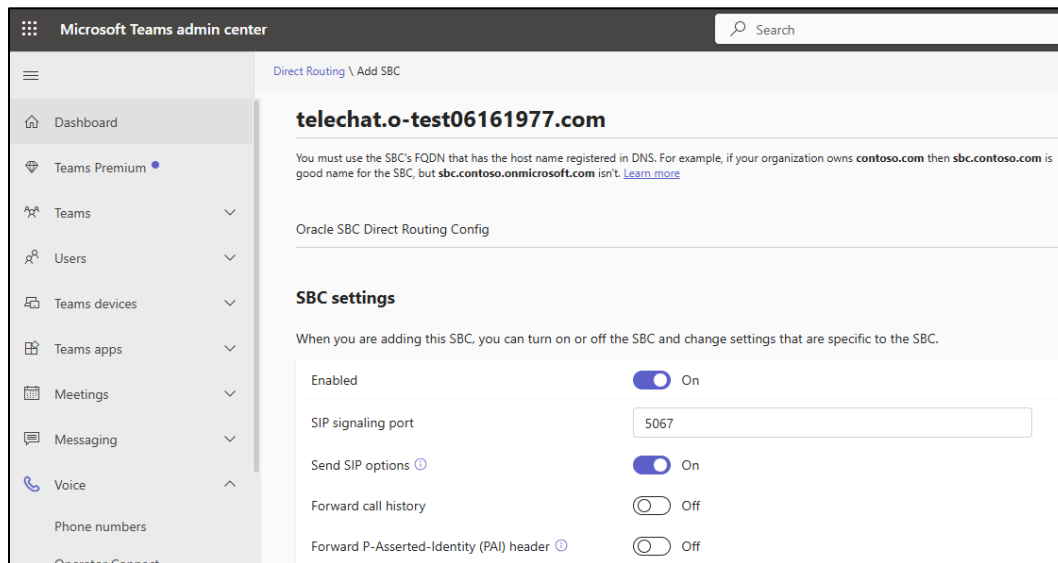 Microsoft Teams admin center
Search
Direct Routing \ Add SBC
Dashboard
Teams Premium
Teams
Users
Teams devices
Teams apps
Meetings
Messaging
Voice
Phone numbers
Operator Connect
telechat.o-test06161977.com
You must use the SBC's FQDN that has the host name registered in DNS. For example, if your organization owns contoso.com then sbc.contoso.com is
good name for the SBC, but sbc.contoso.onmicrosoft.com isn't. Learn more
Oracle SBC Direct Routing Config
SBC settings
When you are adding this SBC, you can turn on or off the SBC and change settings that are specific to the SBC.
Enabled On
SIP signaling port 5067
Send SIP options On
Forward call history Off
Forward P-Asserted-Identity (PAI) header Off